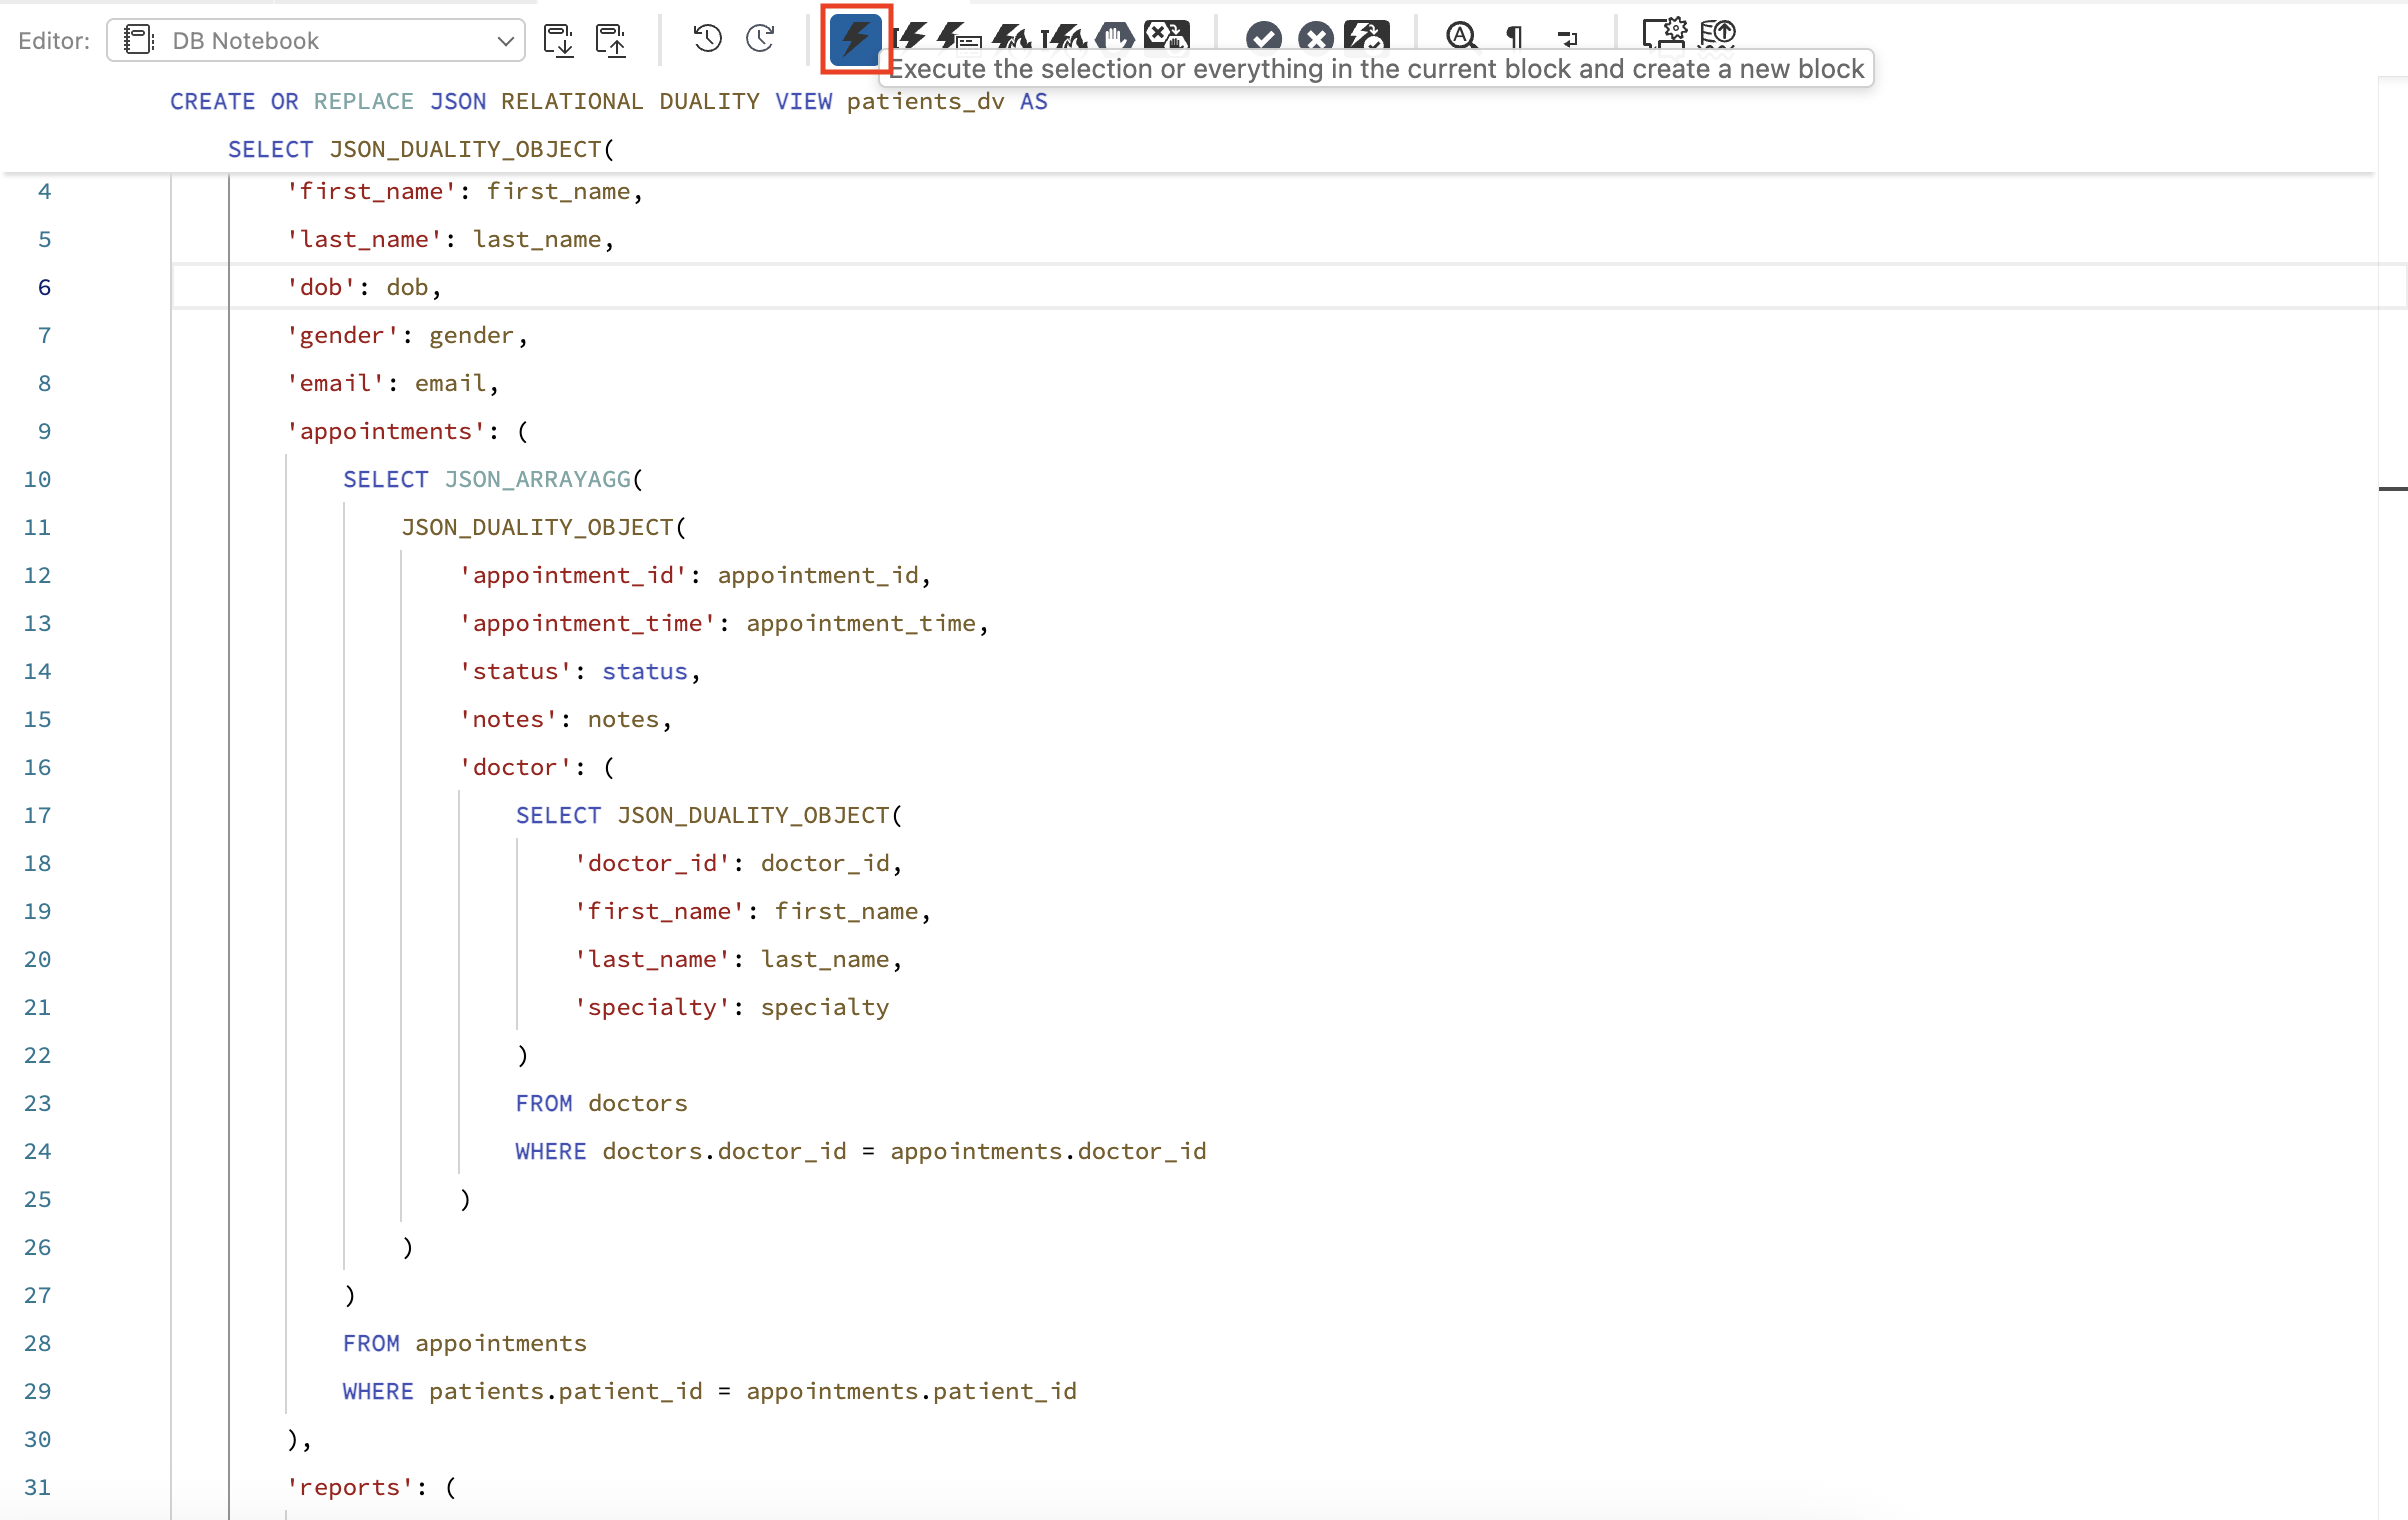 Editor: DB Notebook
Execute the selection or everything in the current block and create a new block
CREATE OR REPLACE JSON RELATIONAL DUALITY VIEW patients_dv AS
SELECT JSON_DUALITY_OBJECT(
4 'first_name': first_name,
5 'last_name': last_name,
6 'dob': dob,
7 'gender': gender,
8 'email': email,
9 'appointments': (
10 SELECT JSON_ARRAYAGG(
11 JSON_DUALITY_OBJECT(
12 'appointment_id': appointment_id,
13 'appointment_time': appointment_time,
14 'status': status,
15 'notes': notes,
16 'doctor': (
17 SELECT JSON_DUALITY_OBJECT(
18 'doctor_id': doctor_id,
19 'first_name': first_name,
20 'last_name': last_name,
21 'specialty': specialty
22 )
23 FROM doctors
24 WHERE doctors.doctor_id = appointments.doctor_id
25 )
26 )
27 )
28 FROM appointments
29 WHERE patients.patient_id = appointments.patient_id
30 ),
31 'reports': (